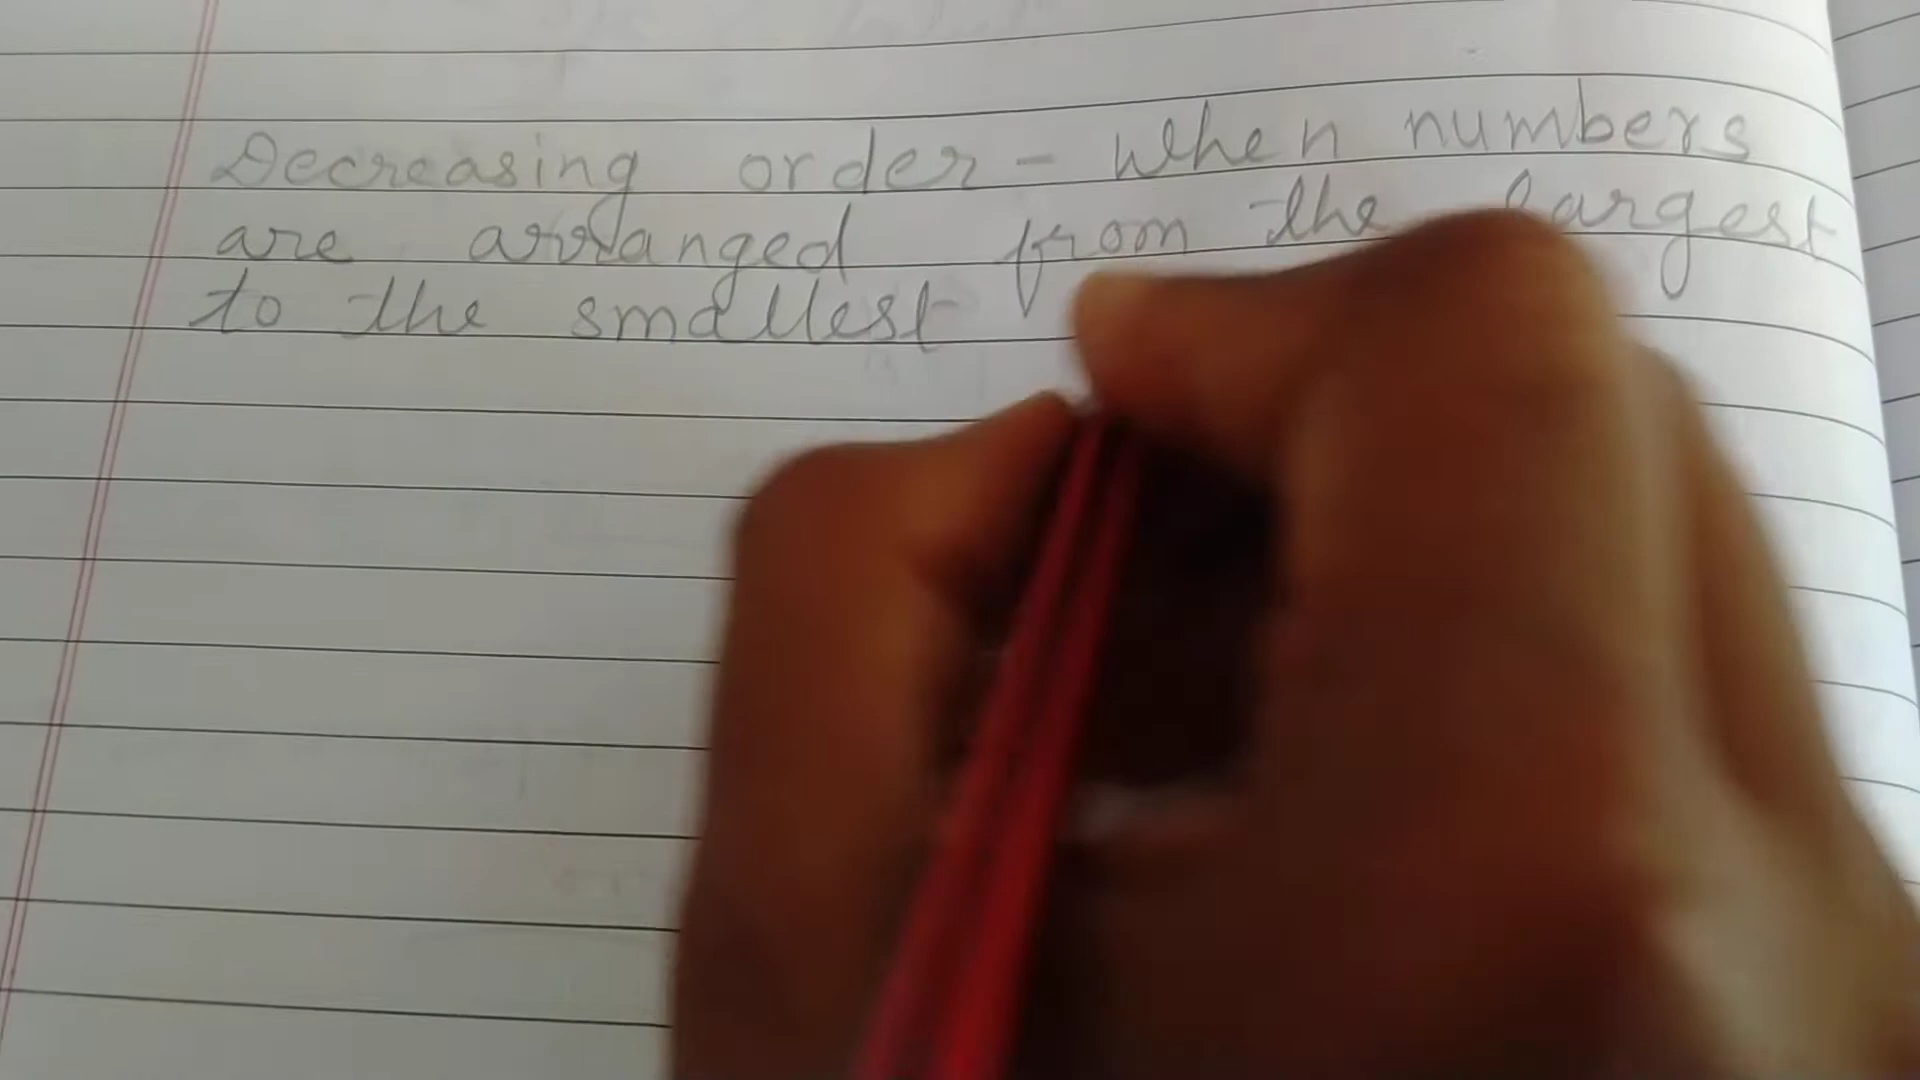 Decreasing order - When numbers
are arranged from the largest
to the smallest